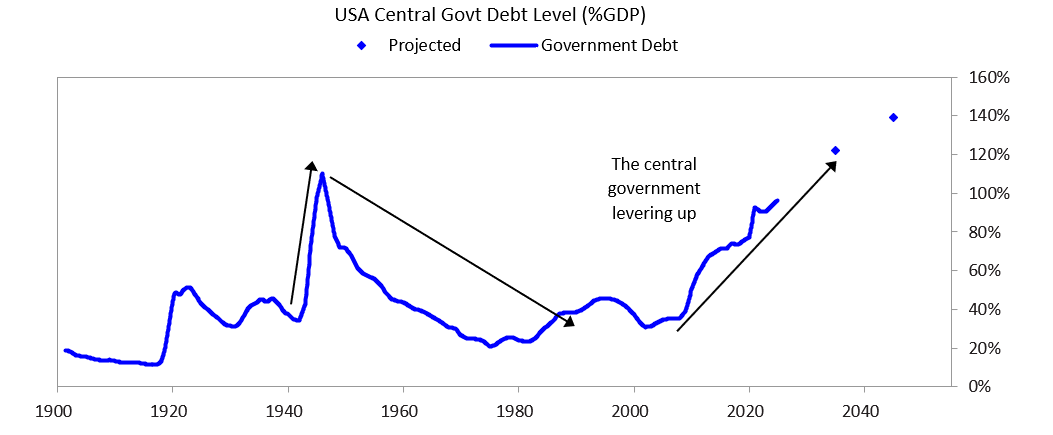 USA Central Govt Debt Level (%GDP)
Projected Government Debt
160%
140%
The central
government
levering up
120%
100%
80%
60%
40%
20%
0%
1900 1920 1940 1960 1980 2000 2020 2040